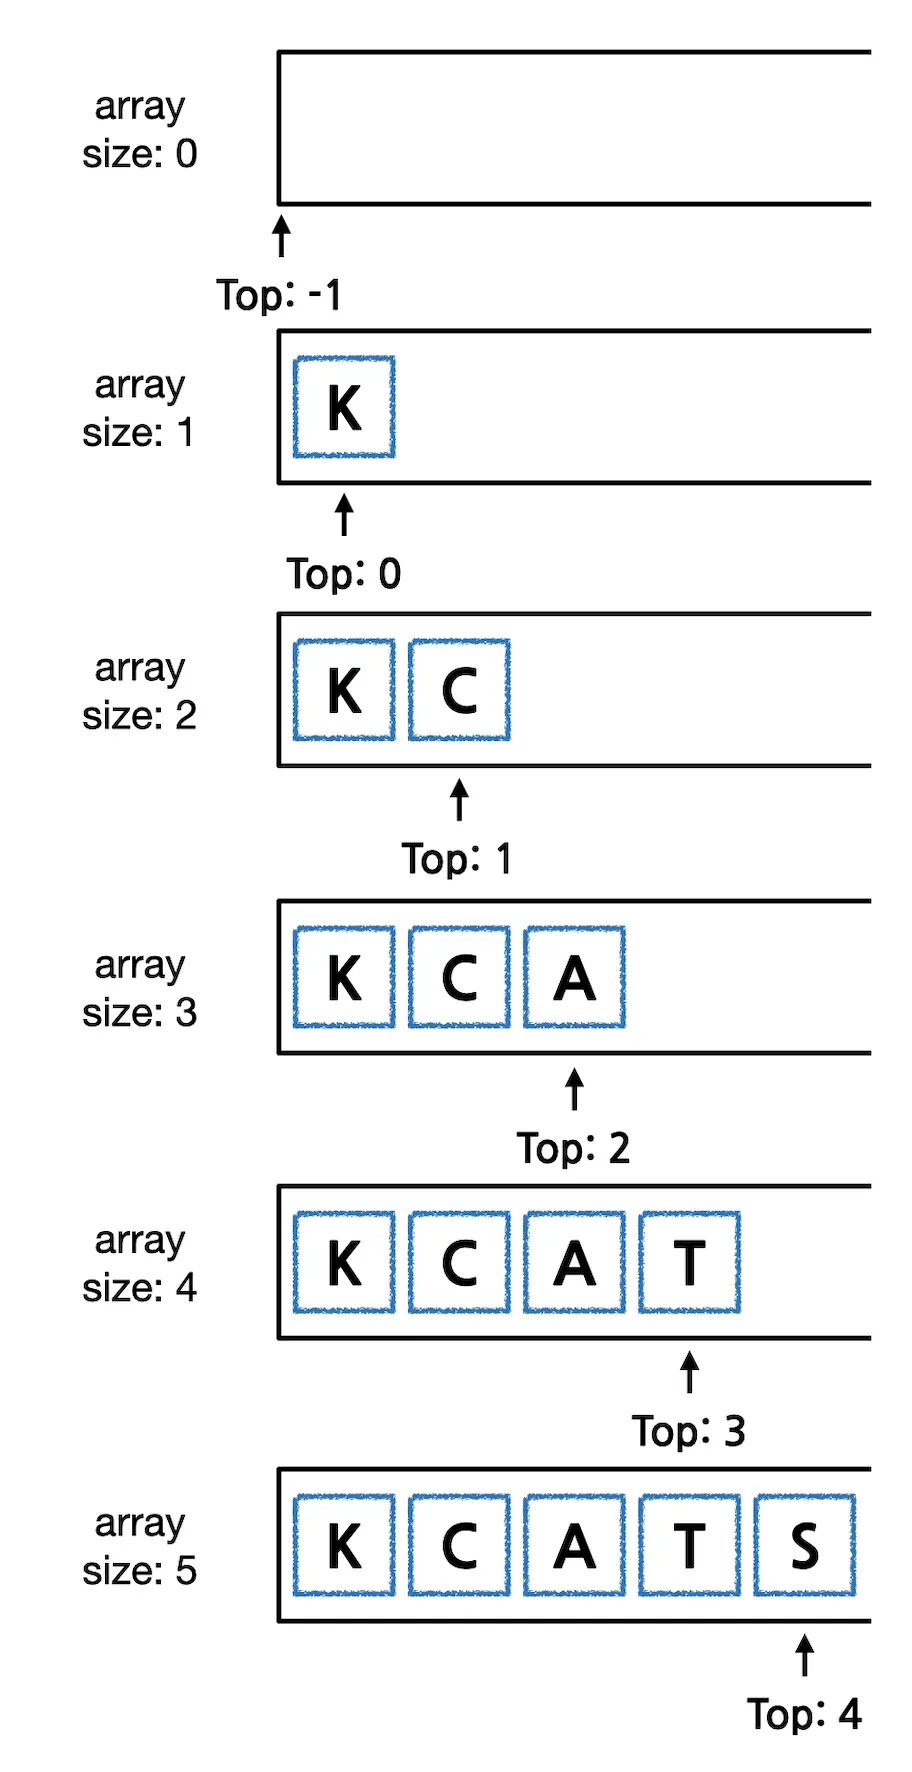 array
size: 0
Top: -1
array
size: 1
K
Top: 0
array
size: 2
K C
Top: 1
array
size: 3
K C A
Top: 2
array
size: 4
K C A T
Top: 3
array
size: 5
K C A T S
Top: 4